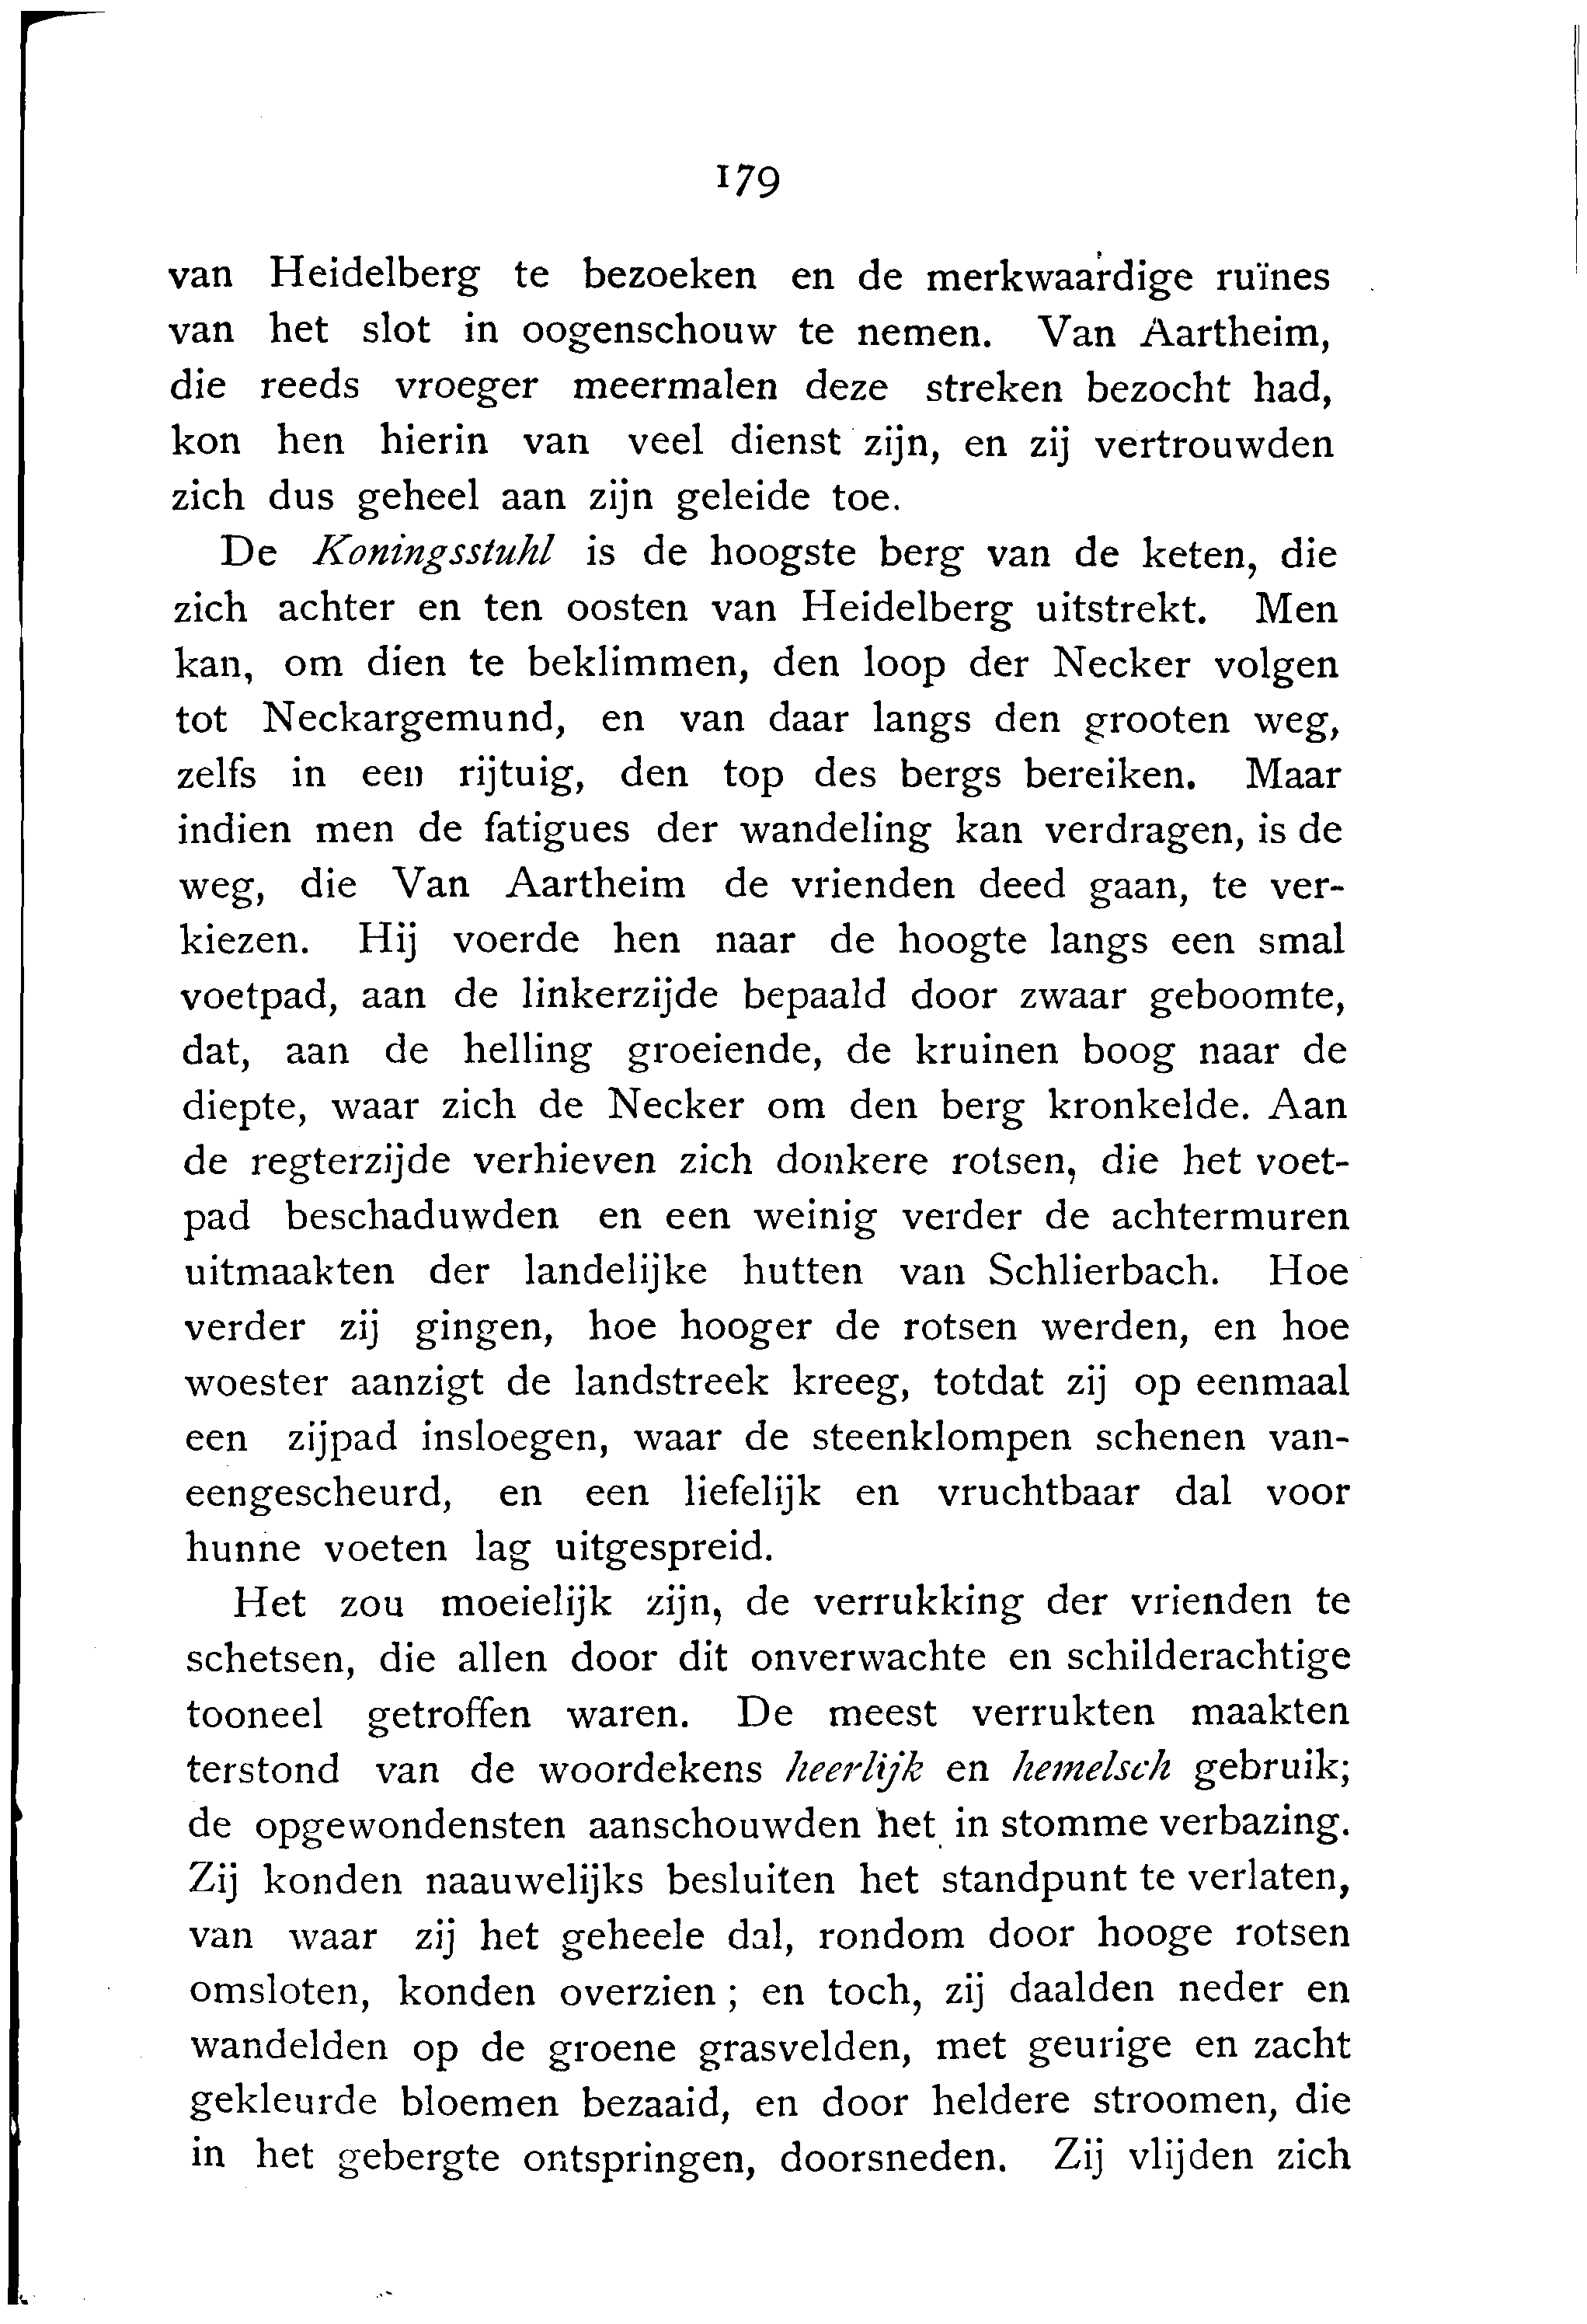 179
van Heidelberg te bezoeken en de merkwaardige ruïnes
van het slot in oogenschouw te nemen. Van Aartheim,
die reeds vroeger meermalen deze streken bezocht had,
kon hen hierin van veel dienst zijn, en zij vertrouwden
zich dus geheel aan zijn geleide toe.
De Koningsstuhl is de hoogste berg van de keten, die
zich achter en ten oosten van Heidelberg uitstrekt. Men
kan, om dien te beklimmen, den loop der Necker volgen
tot Neckargemund, en van daar langs den grooten weg,
zelfs in een rijtuig, den top des bergs bereiken. Maar
indien men de fatigues der wandeling kan verdragen, is de
weg, die Van Aartheim de vrienden deed gaan, te ver-
kiezen. Hij voerde hen naar de hoogte langs een smal
voetpad, aan de linkerzijde bepaald door zwaar geboomte,
dat, aan de helling groeiende, de kruinen boog naar de
diepte, waar zich de Necker om den berg kronkelde. Aan
de regterzijde verhieven zich donkere rotsen, die het voet-
pad beschaduwden en een weinig verder de achtermuren
uitmaakten der landelijke hutten van Schlierbach. Hoe
verder zij gingen, hoe hooger de rotsen werden, en hoe
woester aanzigt de landstreek kreeg, totdat zij op eenmaal
een zijpad insloegen, waar de steenklompen schenen van-
eengescheurd, en een liefelijk en vruchtbaar dal voor
hunne voeten lag uitgespreid.
Het zou moeielijk zijn, de verrukking der vrienden te
schetsen, die allen door dit onverwachte en schilderachtige
tooneel getroffen waren. De meest verrukten maakten
terstond van de woordekens heerlijk en hemelsch gebruik;
de opgewondensten aanschouwden het in stomme verbazing.
Zij konden naauwelijks besluiten het standpunt te verlaten,
van waar zij het geheele dal, rondom door hooge rotsen
omsloten, konden overzien ; en toch, zij daalden neder en
wandelden op de groene grasvelden, met geurige en zacht
gekleurde bloemen bezaaid, en door heldere stroomen, die
in het gebergte ontspringen, doorsneden. Zij vlijden zich